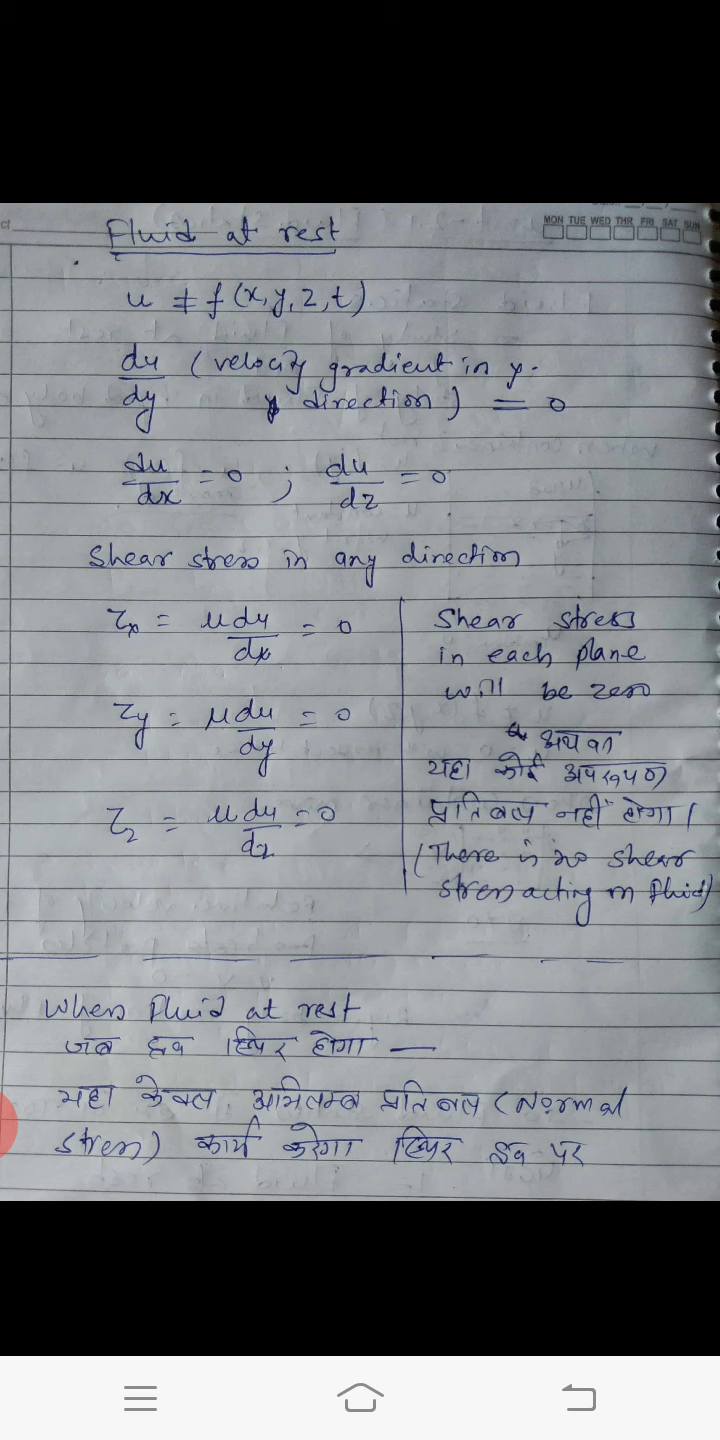 MON TUE WED THR FRI SAT SUN
Fluid at rest
u ≠ f(x, y, z, t)
du/dy (velocity gradient in y-
direction) = 0
du/dx = 0 ; du/dz = 0
Shear stress in any direction
τx = μ du/dx = 0
τy = μ du/dy = 0
τz = μ du/dz = 0
Shear stress
in each plane
will be zero
अथवा
यहा कोई अपरूपण
प्रतिबल नहीं होगा।
(There is no shear
stress acting on fluid)
When fluid at rest
जब द्रव स्थिर होगा —
यहा केवल अभिलम्ब प्रतिबल (Normal
stress) कार्य करेगा स्थिर द्रव पर